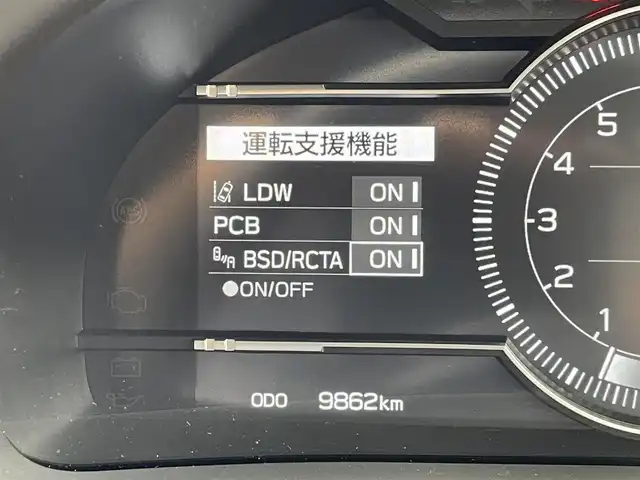 運転支援機能
LDW ON
PCB ON
BSD/RCTA ON
●ON/OFF
ODO 9862km
5
4
3
2
1